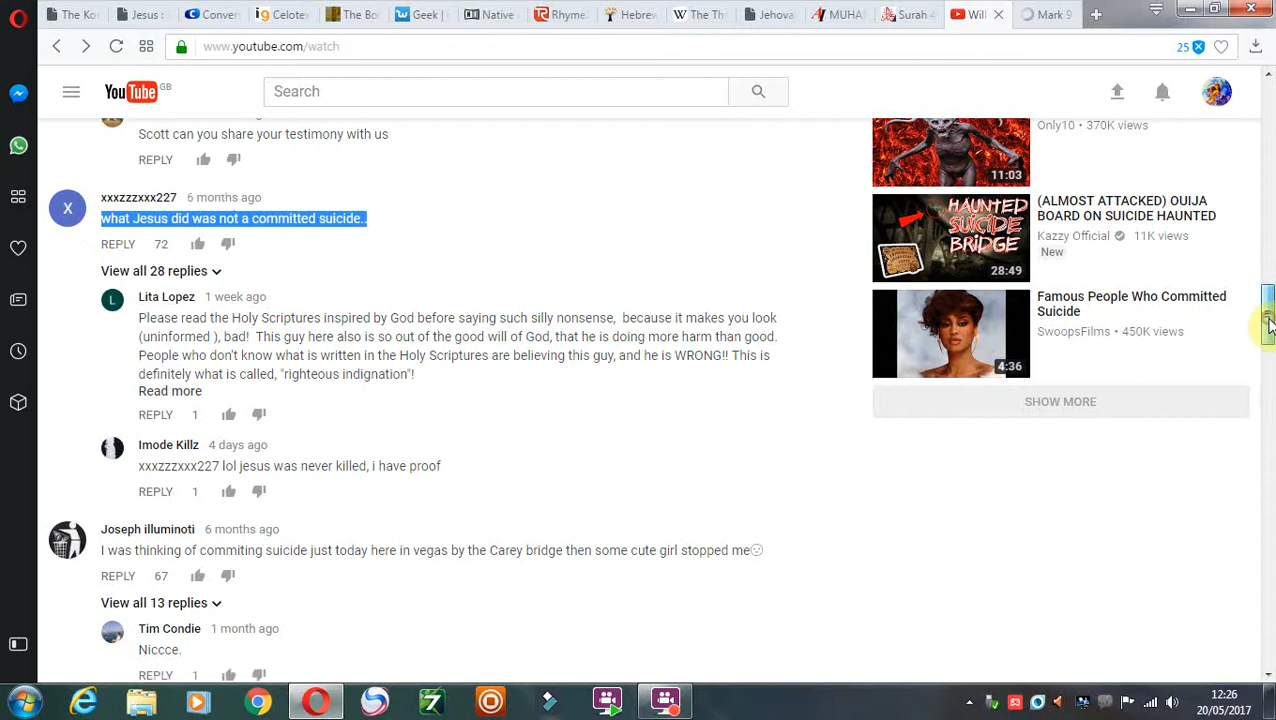 The Kor
Jesus :
Conver
Celotex
The Bo
Geek |
Native
Rhyme
Hebrew
The To
Jehova
MUHA
Surah 4
Will
Mark 9
www.youtube.com/watch
25
YouTube GB
Search
Scott can you share your testimony with us
REPLY
xxxzzzxxx227 6 months ago
what Jesus did was not a committed suicide..
REPLY 72
View all 28 replies
Lita Lopez 1 week ago
Please read the Holy Scriptures inspired by God before saying such silly nonsense, because it makes you look
(uninformed ), bad! This guy here also is so out of the good will of God, that he is doing more harm than good.
People who don't know what is written in the Holy Scriptures are believing this guy, and he is WRONG!! This is
definitely what is called, "righteous indignation"!
Read more
REPLY 1
Imode Killz 4 days ago
xxxzzzxxx227 lol jesus was never killed, i have proof
REPLY 1
Joseph illuminoti 6 months ago
I was thinking of commiting suicide just today here in vegas by the Carey bridge then some cute girl stopped me
REPLY 67
View all 13 replies
Tim Condie 1 month ago
Niccce.
REPLY 1
Only10 • 370K views
11:03
HAUNTED
SUICIDE
BRIDGE
28:49
(ALMOST ATTACKED) OUIJA
BOARD ON SUICIDE HAUNTED
Kazzy Official 11K views
New
4:36
Famous People Who Committed
Suicide
SwoopsFilms • 450K views
SHOW MORE
12:26
20/05/2017